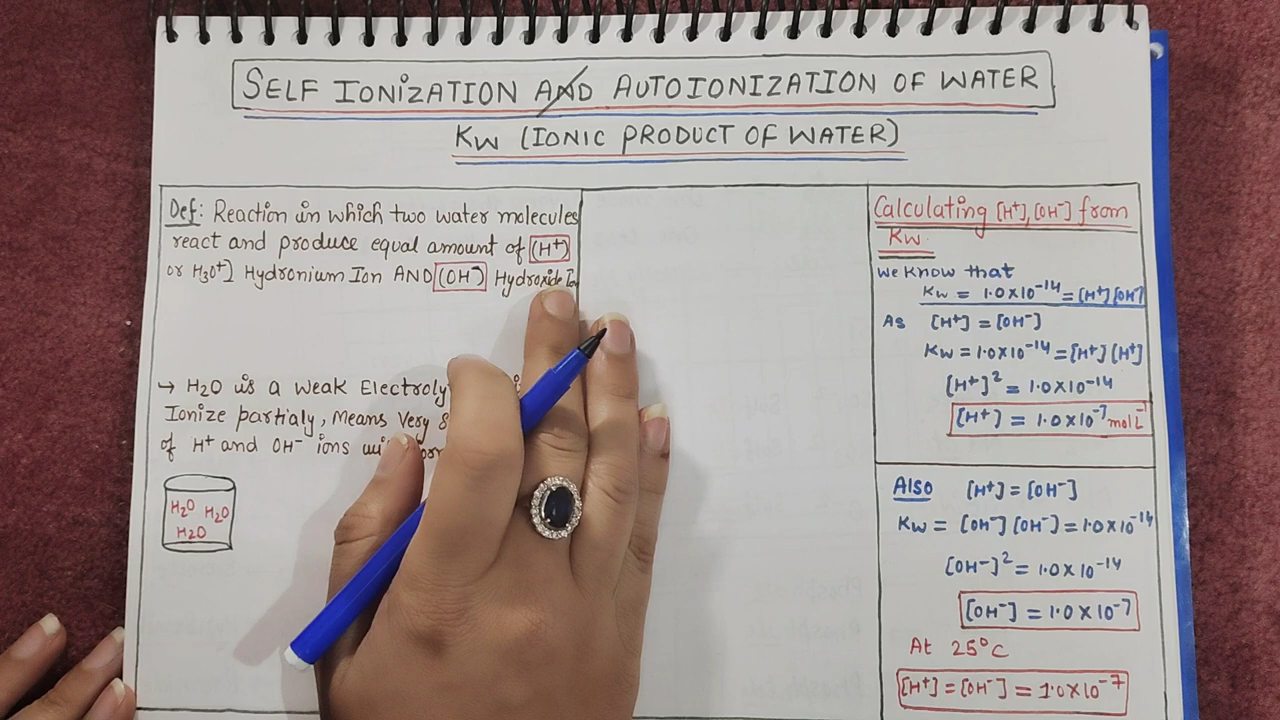 SELF IONIZATION AND AUTOIONIZATION OF WATER
KW (IONIC PRODUCT OF WATER)
Def: Reaction in which two water molecules
react and produce equal amount of (H⁺)
or H₃O⁺] Hydronium Ion AND (OH⁻) Hydroxide Ion
→ H₂O is a weak Electroly
Ionize partialy, Means Very
of H⁺ and OH⁻ ions
H₂O H₂O
H₂O
Calculating [H⁺],[OH⁻] from
KW.
We know that
KW = 1.0×10⁻¹⁴ = [H⁺][OH⁻]
As [H⁺] = [OH⁻]
KW = 1.0×10⁻¹⁴ = [H⁺][H⁺]
[H⁺]² = 1.0×10⁻¹⁴
[H⁺] = 1.0×10⁻⁷ mol L⁻
Also [H⁺] = [OH⁻]
KW = [OH⁻][OH⁻] = 1.0×10⁻¹⁴
[OH⁻]² = 1.0×10⁻¹⁴
[OH⁻] = 1.0×10⁻⁷
At 25°C
[H⁺] = [OH⁻] = 1.0×10⁻⁷